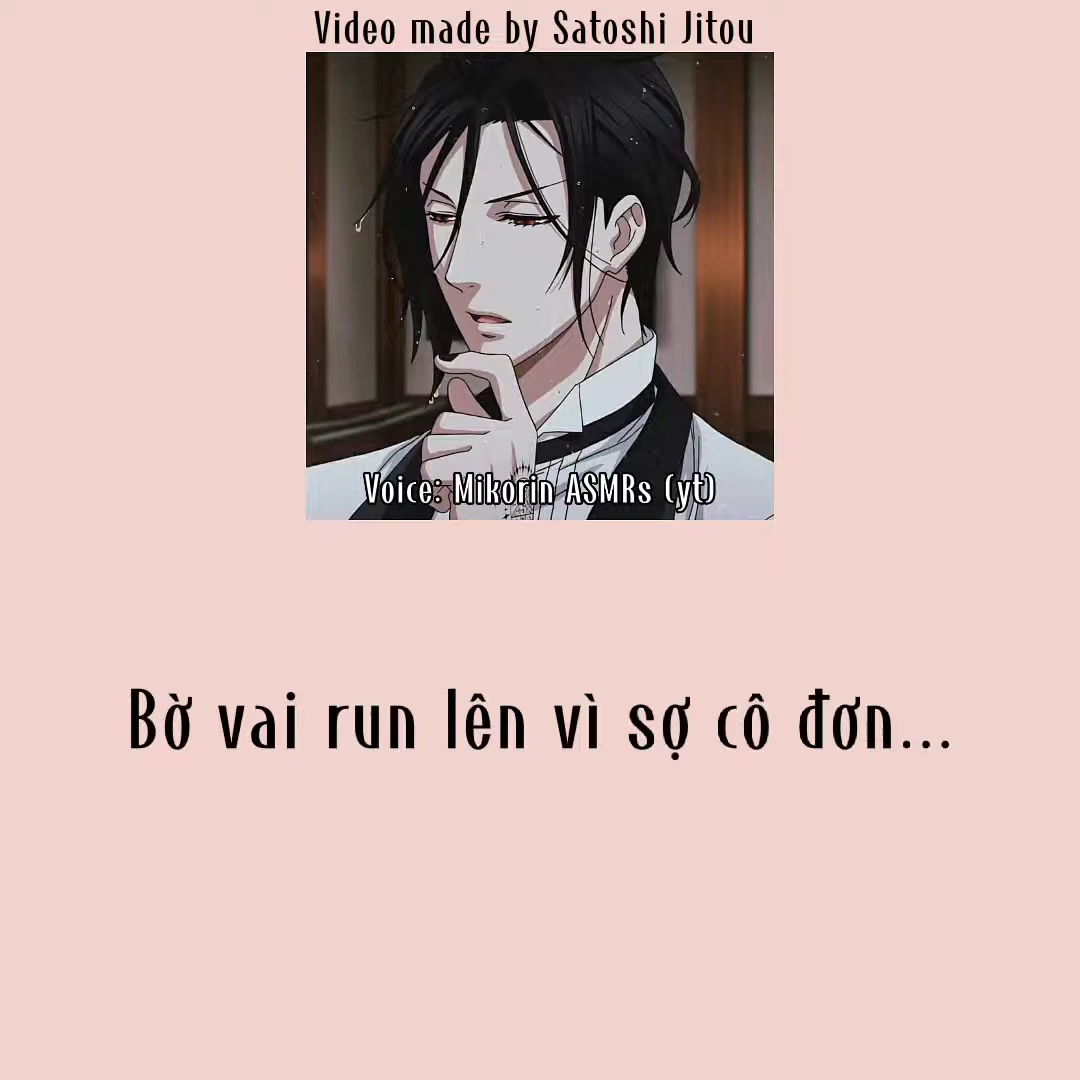 Video made by Satoshi Jitou
Voice: Mikorin ASMRs (yt)
Bờ vai run lên vì sợ cô đơn...